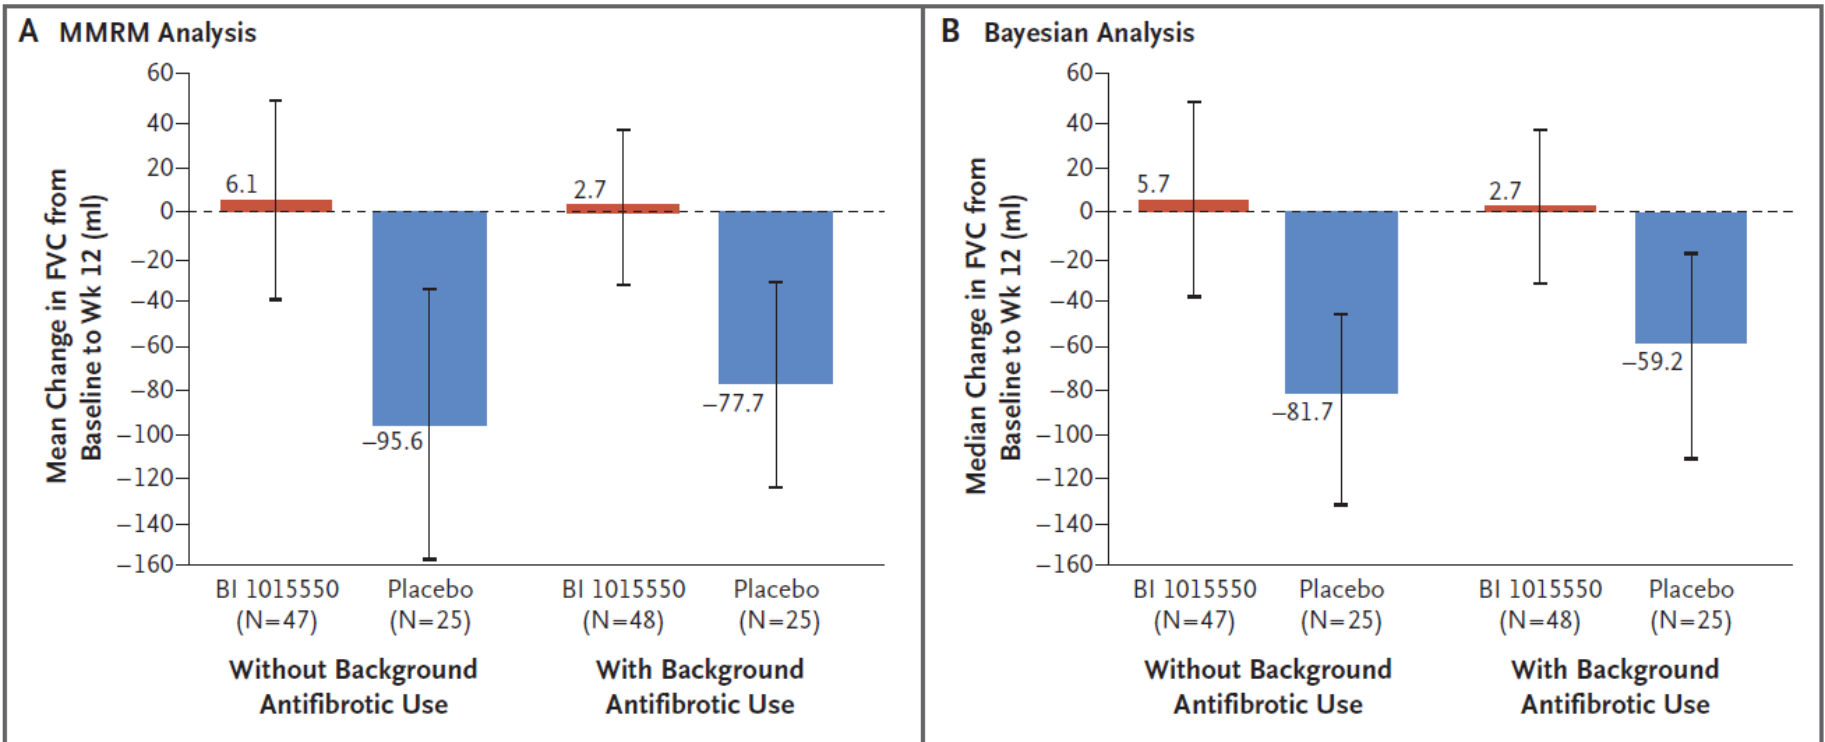 A MMRM Analysis
Mean Change in FVC from
Baseline to Wk 12 (ml)
60
40
20
0
−20
−40
−60
−80
−100
−120
−140
−160
6.1
−95.6
2.7
−77.7
BI 1015550
(N=47)
Placebo
(N=25)
BI 1015550
(N=48)
Placebo
(N=25)
Without Background
Antifibrotic Use
With Background
Antifibrotic Use
B Bayesian Analysis
Median Change in FVC from
Baseline to Wk 12 (ml)
60
40
20
0
−20
−40
−60
−80
−100
−120
−140
−160
5.7
−81.7
2.7
−59.2
BI 1015550
(N=47)
Placebo
(N=25)
BI 1015550
(N=48)
Placebo
(N=25)
Without Background
Antifibrotic Use
With Background
Antifibrotic Use